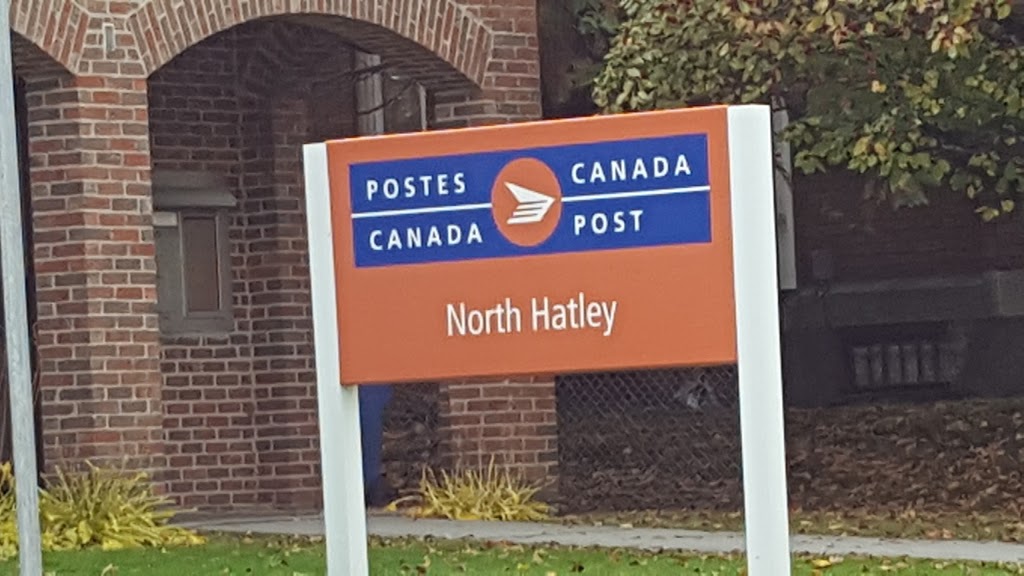 POSTES
CANADA
CANADA
POST
North Hatley